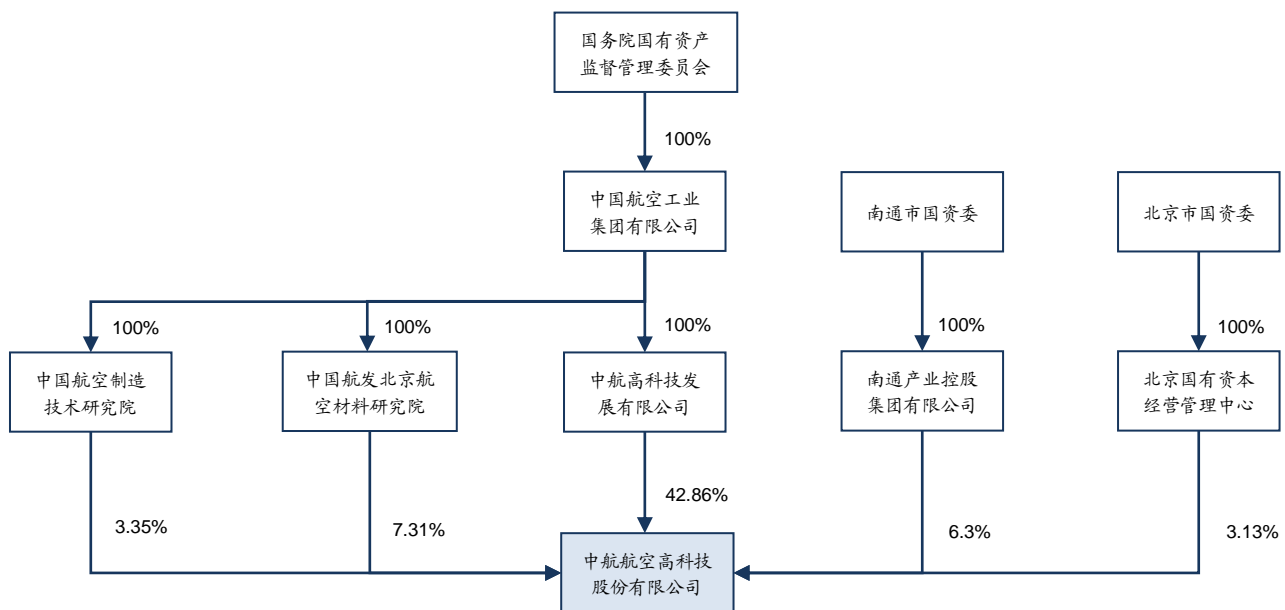 国务院国有资产
监督管理委员会
100%
中国航空工业
集团有限公司
南通市国资委
北京市国资委
100%
100%
100%
100%
100%
中国航空制造
技术研究院
中国航发北京航
空材料研究院
中航高科技发
展有限公司
南通产业控股
集团有限公司
北京国有资本
经营管理中心
3.35%
7.31%
42.86%
6.3%
3.13%
中航航空高科技
股份有限公司